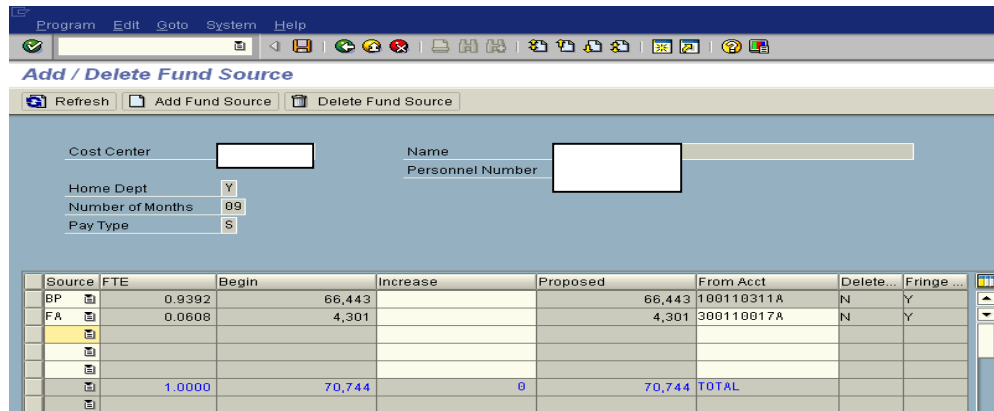 Program Edit Goto System Help
Add / Delete Fund Source
Refresh Add Fund Source Delete Fund Source
Cost Center Name
Personnel Number
Home Dept Y
Number of Months 09
Pay Type S
Source FTE Begin Increase Proposed From Acct Delete... Fringe ...
BP 0.9392 66,443 66,443 100110311A N Y
FA 0.0608 4,301 4,301 300110017A N Y
1.0000 70,744 0 70,744 TOTAL